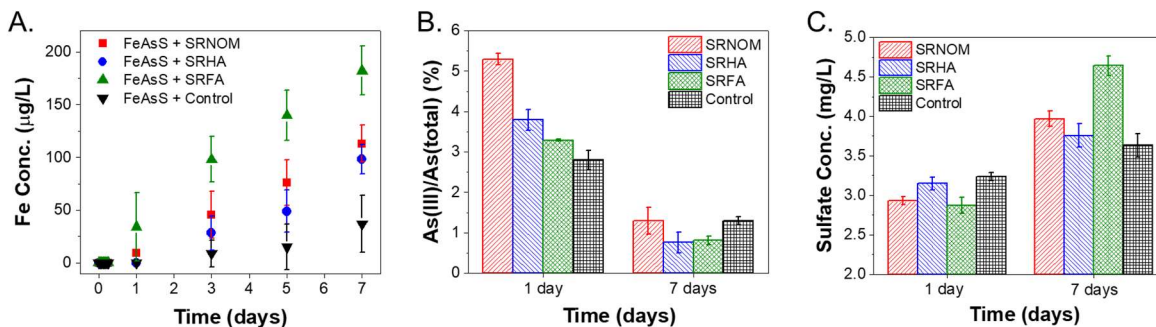 A.
Fe Conc. (µg/L)
200
150
100
50
0
FeAsS + SRNOM
FeAsS + SRHA
FeAsS + SRFA
FeAsS + Control
0 1 2 3 4 5 6 7
Time (days)
B.
As(III)/As(total) (%)
6
5
4
3
2
1
0
SRNOM
SRHA
SRFA
Control
1 day 7 days
Time (days)
C.
Sulfate Conc. (mg/L)
5.0
4.5
4.0
3.5
3.0
2.5
2.0
SRNOM
SRHA
SRFA
Control
1 day 7 days
Time (days)